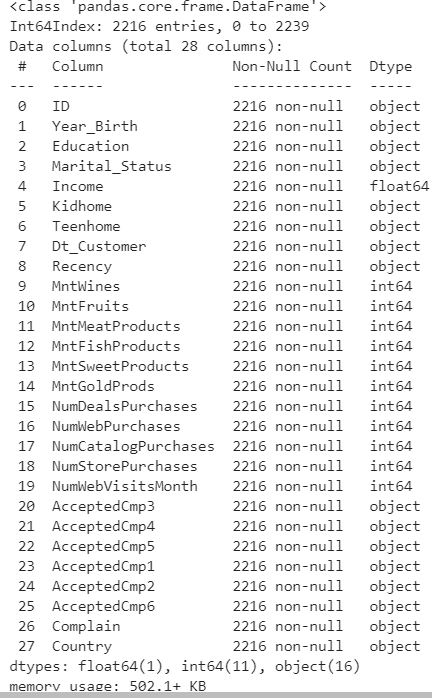 <class 'pandas.core.frame.DataFrame'>
Int64Index: 2216 entries, 0 to 2239
Data columns (total 28 columns):
 #   Column               Non-Null Count  Dtype
---  ------               --------------  -----
 0   ID                   2216 non-null   object
 1   Year_Birth           2216 non-null   object
 2   Education            2216 non-null   object
 3   Marital_Status       2216 non-null   object
 4   Income               2216 non-null   float64
 5   Kidhome              2216 non-null   object
 6   Teenhome             2216 non-null   object
 7   Dt_Customer          2216 non-null   object
 8   Recency              2216 non-null   object
 9   MntWines             2216 non-null   int64
 10  MntFruits            2216 non-null   int64
 11  MntMeatProducts      2216 non-null   int64
 12  MntFishProducts      2216 non-null   int64
 13  MntSweetProducts     2216 non-null   int64
 14  MntGoldProds         2216 non-null   int64
 15  NumDealsPurchases    2216 non-null   int64
 16  NumWebPurchases      2216 non-null   int64
 17  NumCatalogPurchases  2216 non-null   int64
 18  NumStorePurchases    2216 non-null   int64
 19  NumWebVisitsMonth    2216 non-null   int64
 20  AcceptedCmp3         2216 non-null   object
 21  AcceptedCmp4         2216 non-null   object
 22  AcceptedCmp5         2216 non-null   object
 23  AcceptedCmp1         2216 non-null   object
 24  AcceptedCmp2         2216 non-null   object
 25  AcceptedCmp6         2216 non-null   object
 26  Complain             2216 non-null   object
 27  Country              2216 non-null   object
dtypes: float64(1), int64(11), object(16)
memory usage: 502.1+ KB